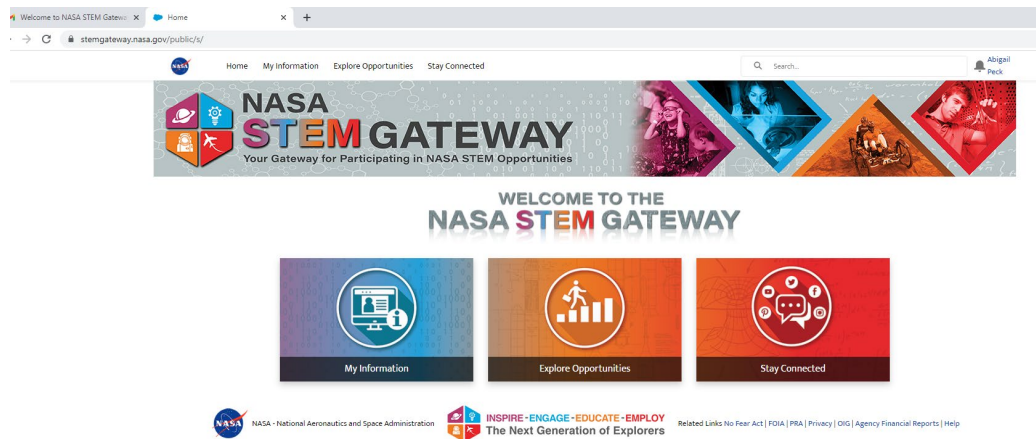 Welcome to NASA STEM Gatewa
Home
stemgateway.nasa.gov/public/s/
NASA
Home My Information Explore Opportunities Stay Connected
Search...
Abigail
Peck
NASA
STEM GATEWAY
Your Gateway for Participating in NASA STEM Opportunities
WELCOME TO THE
NASA STEM GATEWAY
My Information
Explore Opportunities
Stay Connected
NASA
NASA - National Aeronautics and Space Administration
INSPIRE - ENGAGE - EDUCATE - EMPLOY
The Next Generation of Explorers
Related Links No Fear Act | FOIA | PRA | Privacy | OIG | Agency Financial Reports | Help